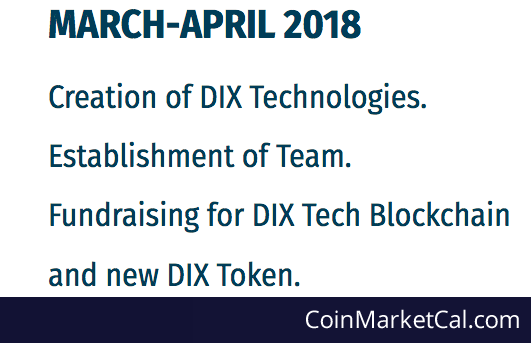 MARCH-APRIL 2018
Creation of DIX Technologies.
Establishment of Team.
Fundraising for DIX Tech Blockchain
and new DIX Token.
CoinMarketCal.com